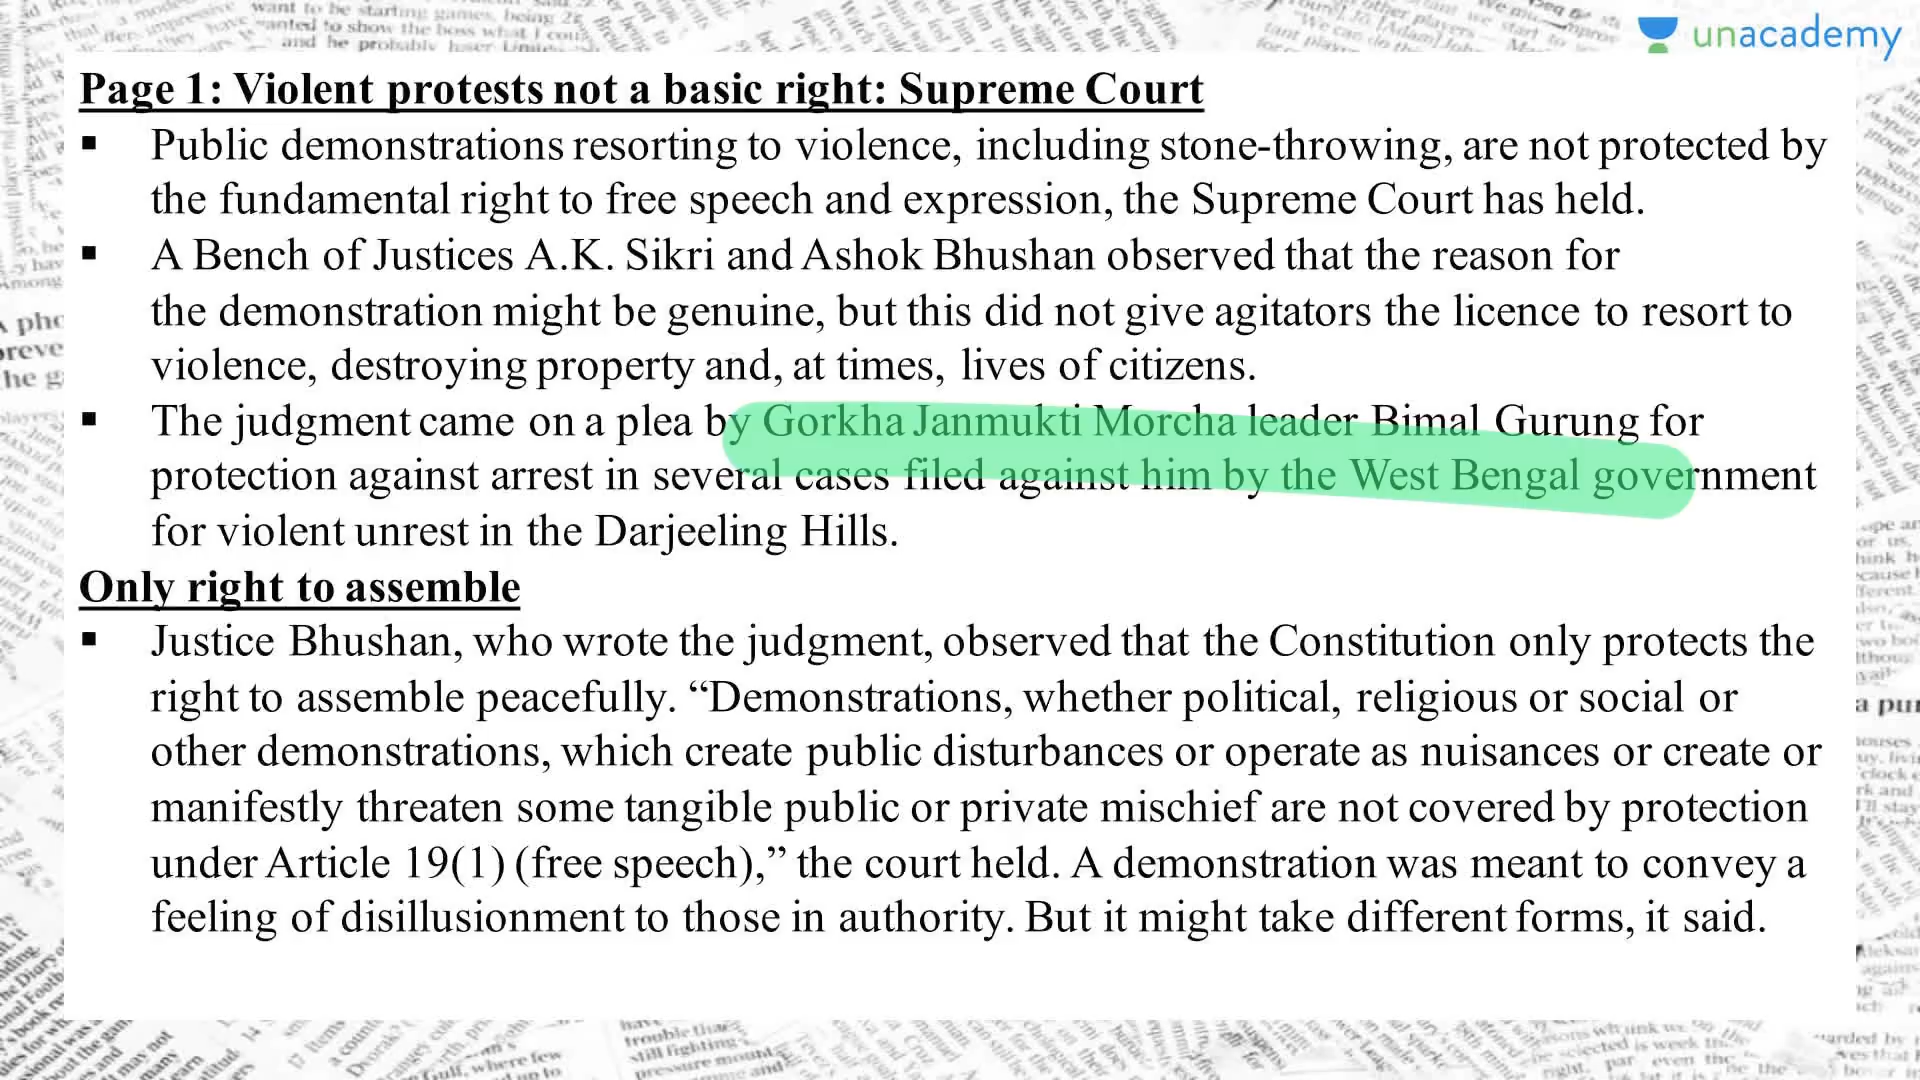 unacademy
Page 1: Violent protests not a basic right: Supreme Court
▪ Public demonstrations resorting to violence, including stone-throwing, are not protected by
the fundamental right to free speech and expression, the Supreme Court has held.
▪ A Bench of Justices A.K. Sikri and Ashok Bhushan observed that the reason for
the demonstration might be genuine, but this did not give agitators the licence to resort to
violence, destroying property and, at times, lives of citizens.
▪ The judgment came on a plea by Gorkha Janmukti Morcha leader Bimal Gurung for
protection against arrest in several cases filed against him by the West Bengal government
for violent unrest in the Darjeeling Hills.
Only right to assemble
▪ Justice Bhushan, who wrote the judgment, observed that the Constitution only protects the
right to assemble peacefully. “Demonstrations, whether political, religious or social or
other demonstrations, which create public disturbances or operate as nuisances or create or
manifestly threaten some tangible public or private mischief are not covered by protection
under Article 19(1) (free speech),” the court held. A demonstration was meant to convey a
feeling of disillusionment to those in authority. But it might take different forms, it said.